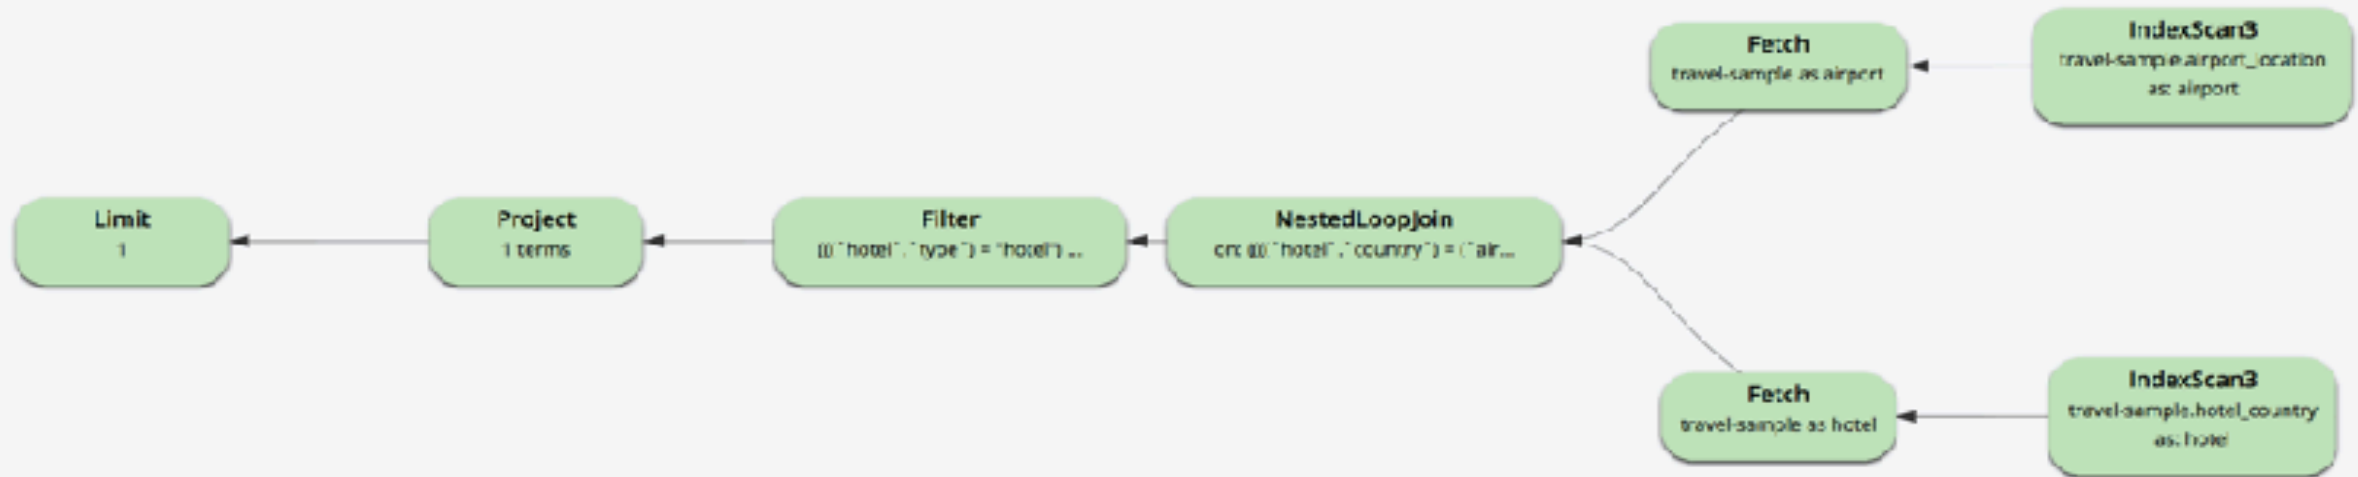 Limit
1
Project
1 terms
Filter
(((`hotel`.`type`) = "hotel") ...
NestedLoopJoin
on: ((((`hotel`.`country`) = (`air...
Fetch
travel-sample as airport
IndexScan3
travel-sample.airport_location
as: airport
Fetch
travel-sample as hotel
IndexScan3
travel-sample.hotel_country
as: hotel